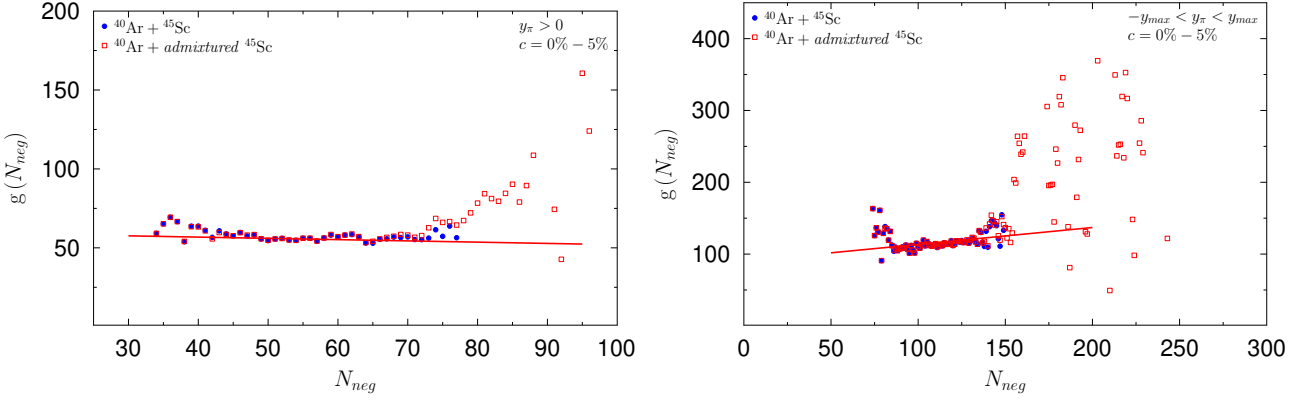 200
150
100
50
g (N_neg)
⁴⁰Ar + ⁴⁵Sc
⁴⁰Ar + admixtured ⁴⁵Sc
y_π > 0
c = 0% − 5%
30 40 50 60 70 80 90 100
N_neg
400
300
200
100
0
g (N_neg)
⁴⁰Ar + ⁴⁵Sc
⁴⁰Ar + admixtured ⁴⁵Sc
−y_max < y_π < y_max
c = 0% − 5%
0 50 100 150 200 250 300
N_neg